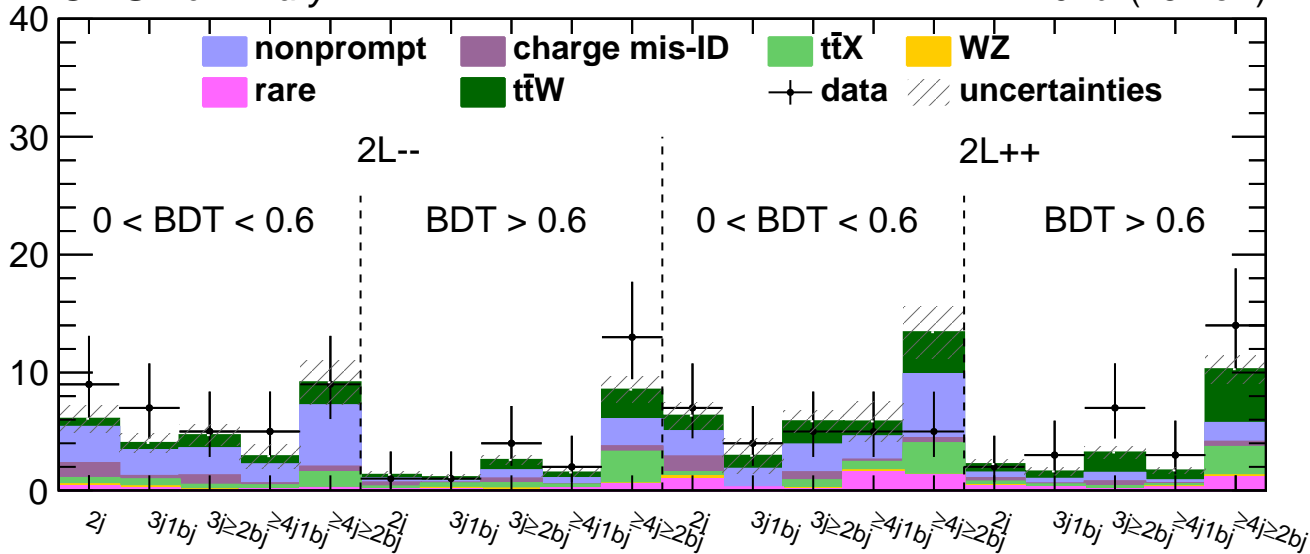 40
nonprompt charge mis-ID tt̄X WZ
rare tt̄W data uncertainties
30
2L-- 2L++
0 < BDT < 0.6 BDT > 0.6 0 < BDT < 0.6 BDT > 0.6
20
10
0
2j 3j1bj 3j≥2bj ≥4j1bj ≥4j≥2bj 2j 3j1bj 3j≥2bj ≥4j1bj ≥4j≥2bj 2j 3j1bj 3j≥2bj ≥4j1bj ≥4j≥2bj 2j 3j1bj 3j≥2bj ≥4j1bj ≥4j≥2bj